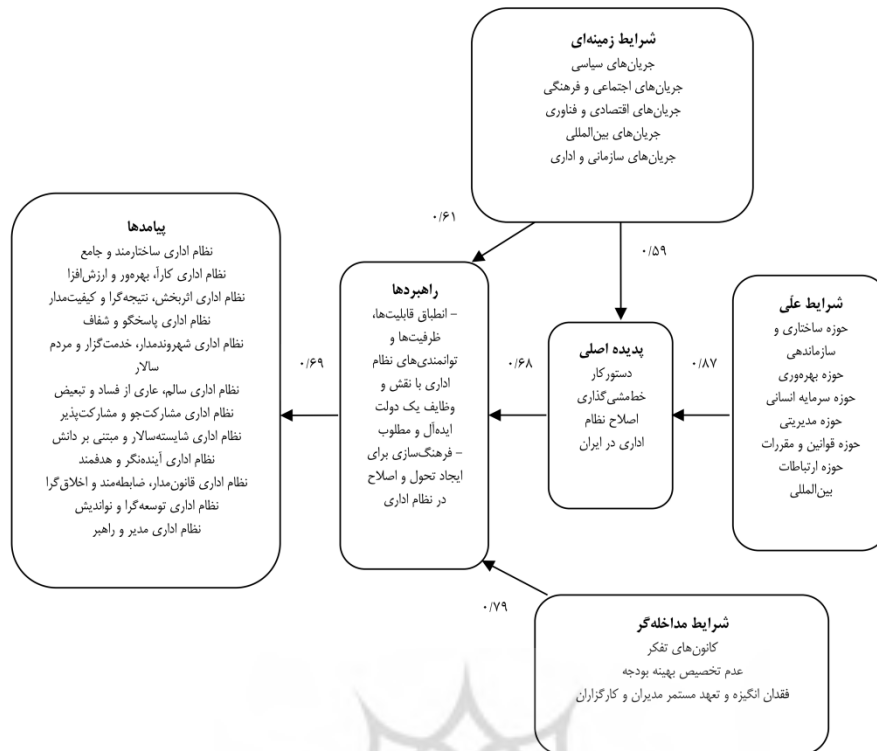 شرایط زمینه‌ای
جریان‌های سیاسی
جریان‌های اجتماعی و فرهنگی
جریان‌های اقتصادی و فناوری
جریان‌های بین‌المللی
جریان‌های سازمانی و اداری
۰/۶۱
۰/۵۹
شرایط علّی
حوزه ساختاری و
سازماندهی
حوزه بهره‌وری
حوزه سرمایه انسانی
حوزه مدیریتی
حوزه قوانین و مقررات
حوزه ارتباطات
بین‌المللی
۰/۸۷
پدیده اصلی
دستورکار
خط‌مشی‌گذاری
اصلاح نظام
اداری در ایران
۰/۶۸
راهبردها
- انطباق قابلیت‌ها،
ظرفیت‌ها و
توانمندی‌های نظام
اداری با نقش و
وظایف یک دولت
ایده‌آل و مطلوب
- فرهنگ‌سازی برای
ایجاد تحول و اصلاح
در نظام اداری
۰/۶۹
پیامدها
نظام اداری ساختارمند و جامع
نظام اداری کارآ، بهره‌ور و ارزش‌افزا
نظام اداری اثربخش، نتیجه‌گرا و کیفیت‌مدار
نظام اداری پاسخگو و شفاف
نظام اداری شهروندمدار، خدمت‌گزار و مردم
سالار
نظام اداری سالم، عاری از فساد و تبعیض
نظام اداری مشارکت‌جو و مشارکت‌پذیر
نظام اداری شایسته‌سالار و مبتنی بر دانش
نظام اداری آینده‌نگر و هدفمند
نظام اداری قانون‌مدار، ضابطه‌مند و اخلاق‌گرا
نظام اداری توسعه‌گرا و نواندیش
نظام اداری مدیر و راهبر
۰/۷۹
شرایط مداخله‌گر
کانون‌های تفکر
عدم تخصیص بهینه بودجه
فقدان انگیزه و تعهد مستمر مدیران و کارگزاران